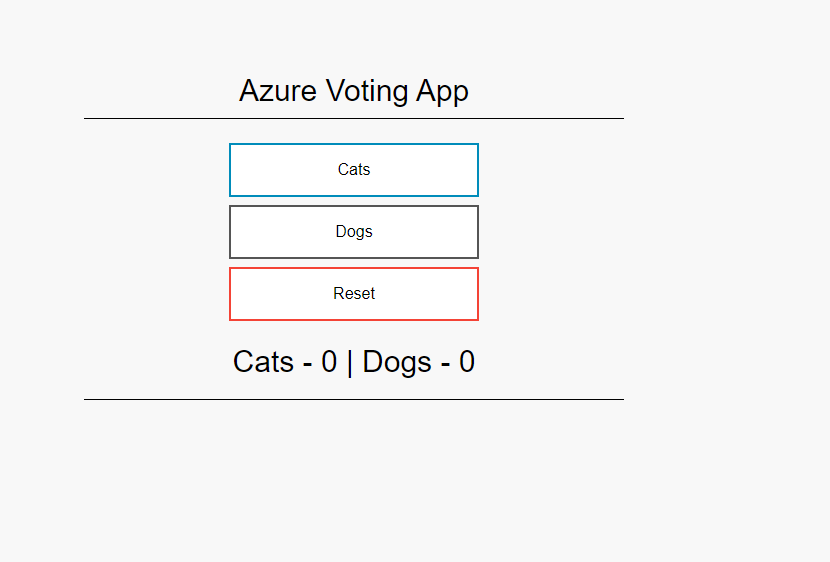 Azure Voting App
Cats
Dogs
Reset
Cats - 0 | Dogs - 0